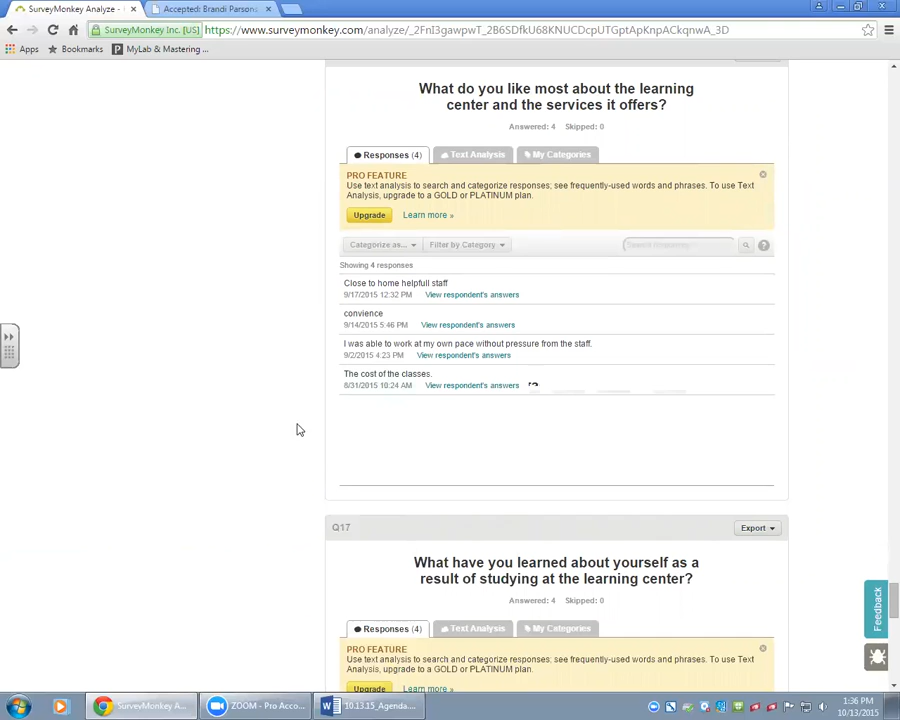 SurveyMonkey Analyze -
Accepted: Brandi Parson
SurveyMonkey Inc. [US]
https://www.surveymonkey.com/analyze/_2FnI3gawpwT_2B6SDfkU68KNUCDcpUTGptApKnpACkqnwA_3D
Apps
Bookmarks
MyLab & Mastering ...
What do you like most about the learning
center and the services it offers?
Answered: 4 Skipped: 0
Responses (4)
Text Analysis
My Categories
PRO FEATURE
Use text analysis to search and categorize responses; see frequently-used words and phrases. To use Text
Analysis, upgrade to a GOLD or PLATINUM plan.
Upgrade
Learn more »
Categorize as...
Filter by Category
?
Showing 4 responses
Close to home helpfull staff
9/17/2015 12:32 PM View respondent's answers
convience
9/14/2015 5:46 PM View respondent's answers
I was able to work at my own pace without pressure from the staff.
9/2/2015 4:23 PM View respondent's answers
The cost of the classes.
8/31/2015 10:24 AM View respondent's answers
Q17
Export
What have you learned about yourself as a
result of studying at the learning center?
Answered: 4 Skipped: 0
Responses (4)
Text Analysis
My Categories
PRO FEATURE
Use text analysis to search and categorize responses; see frequently-used words and phrases. To use Text
Analysis, upgrade to a GOLD or PLATINUM plan.
Upgrade
Learn more »
Feedback
SurveyMonkey A...
ZOOM - Pro Acco...
10.13.15_Agenda....
1:36 PM
10/13/2015